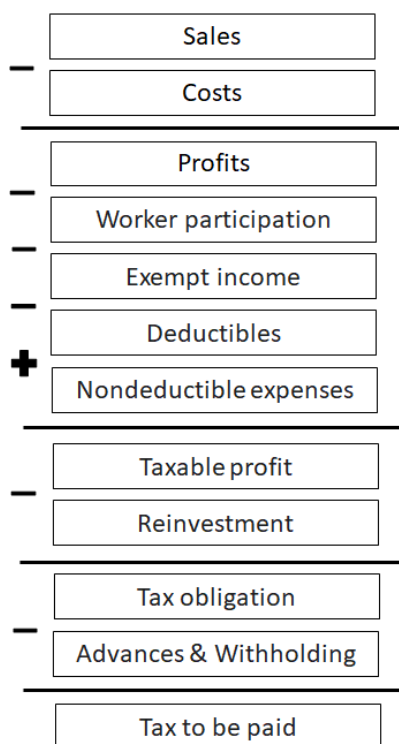 Sales
Costs
Profits
Worker participation
Exempt income
Deductibles
Nondeductible expenses
Taxable profit
Reinvestment
Tax obligation
Advances & Withholding
Tax to be paid